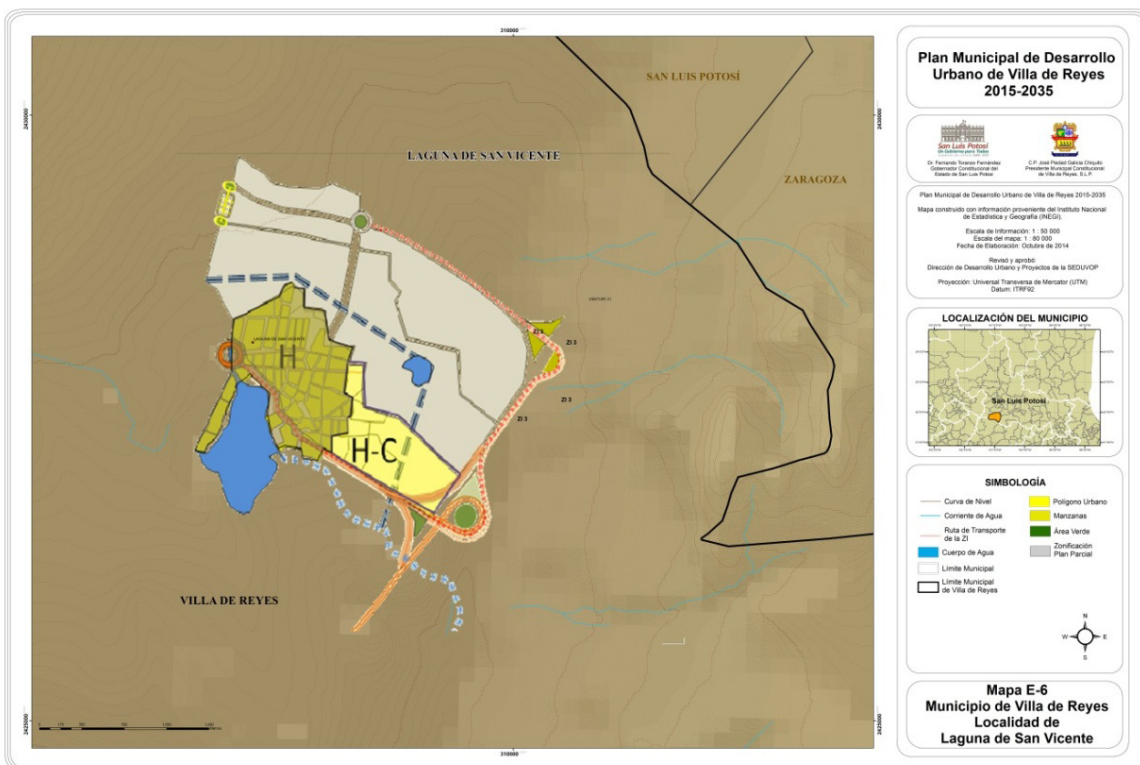 310000
2430000
2430000
SAN LUIS POTOSÍ
LAGUNA DE SAN VICENTE
ZARAGOZA
C
C
LAGUNA DE SAN VICENTE
H
H-C
ZI 3
ZI 3
ZI 3
ZI 3
VILLA DE REYES
2425000
2425000
310000
Plan Municipal de Desarrollo
Urbano de Villa de Reyes
2015-2035
San Luis Potosí
Un Gobierno para Todos
Dr. Fernando Toranzo Fernández
Gobernador Constitucional del
Estado de San Luis Potosí
C.P. José Piedad Galicia Chiquito
Presidente Municipal Constitucional
de Villa de Reyes, S.L.P.
Plan Municipal de Desarrollo Urbano de Villa de Reyes 2015-2035
Mapa construido con información proveniente del Instituto Nacional
de Estadística y Geografía (INEGI).
Escala de Información: 1 : 50 000
Escala del mapa: 1 : 80 000
Fecha de Elaboración: Octubre de 2014
Revisó y aprobó:
Dirección de Desarrollo Urbano y Proyectos de la SEDUVOP
Proyección: Universal Transversa de Mercator (UTM)
Datum: ITRF92
LOCALIZACIÓN DEL MUNICIPIO
San Luis Potosí
SIMBOLOGÍA
Curva de Nivel
Corriente de Agua
Ruta de Transporte
de la ZI
Cuerpo de Agua
Límite Municipal
Límite Municipal
de Villa de Reyes
Polígono Urbano
Manzanas
Área Verde
Zonificación
Plan Parcial
N
W
E
S
Mapa E-6
Municipio de Villa de Reyes
Localidad de
Laguna de San Vicente